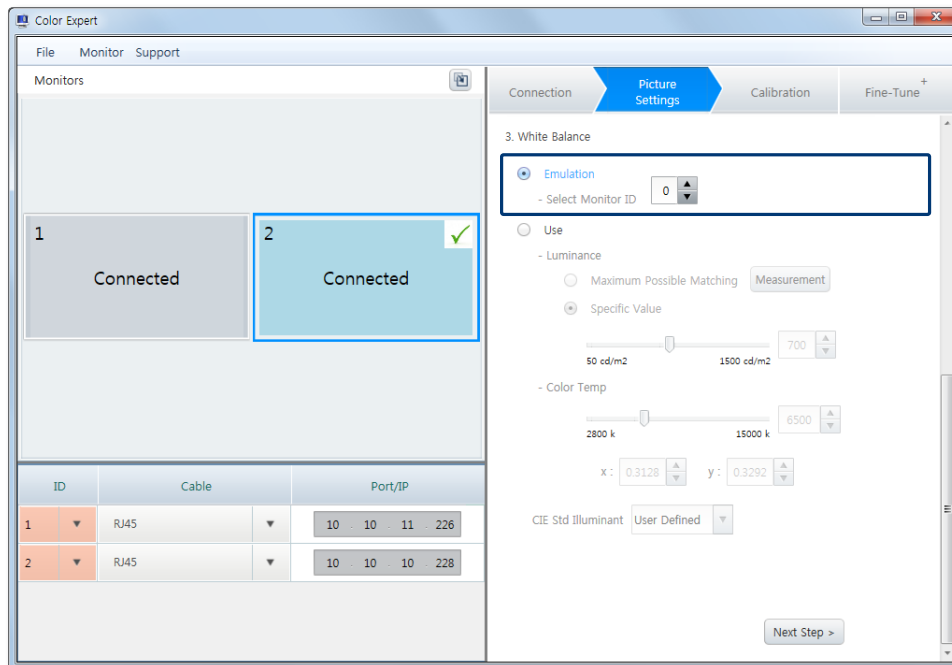 Color Expert
File Monitor Support
Monitors
1
Connected
2
Connected
ID Cable Port/IP
1 RJ45 10 . 10 . 11 . 226
2 RJ45 10 . 10 . 10 . 228
Connection
Picture
Settings
Calibration
Fine-Tune +
3. White Balance
Emulation
- Select Monitor ID 0
Use
- Luminance
Maximum Possible Matching Measurement
Specific Value
700
50 cd/m2 1500 cd/m2
- Color Temp
6500
2800 k 15000 k
x : 0.3128 y : 0.3292
CIE Std Illuminant User Defined
Next Step >